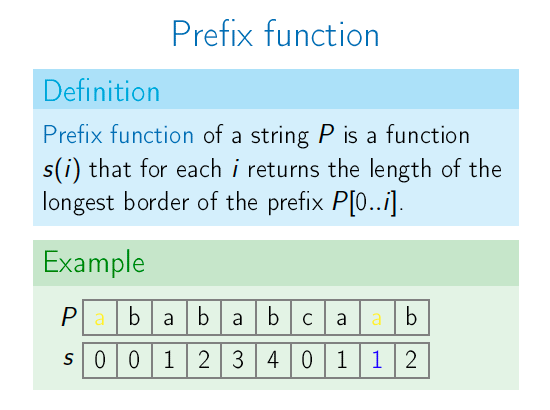 Prefix function
Definition
Prefix function of a string P is a function
s(i) that for each i returns the length of the
longest border of the prefix P[0..i].
Example
P a b a b a b c a a b
s 0 0 1 2 3 4 0 1 1 2